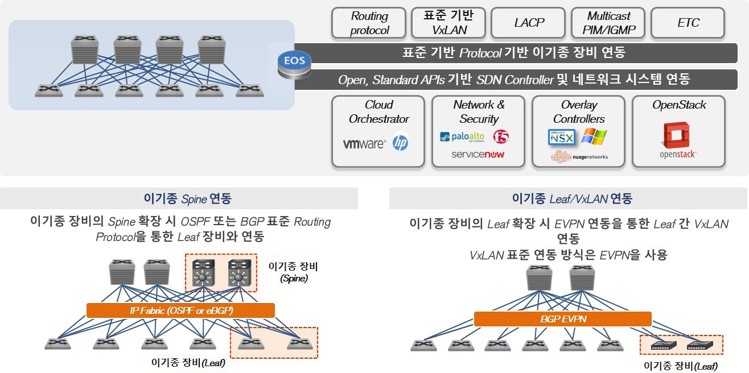 Routing
protocol
표준 기반
VxLAN
LACP
Multicast
PIM/IGMP
ETC
EOS
표준 기반 Protocol 기반 이기종 장비 연동
Open, Standard APIs 기반 SDN Controller 및 네트워크 시스템 연동
Cloud
Orchestrator
vmware
hp
Network &
Security
paloalto
servicenow
Overlay
Controllers
NSX
nuagenetworks
OpenStack
openstack
이기종 Spine 연동
이기종 장비의 Spine 확장 시 OSPF 또는 BGP 표준 Routing
Protocol을 통한 Leaf 장비와 연동
이기종 장비
(Spine)
IP Fabric (OSPF or eBGP)
이기종 장비(Leaf)
이기종 Leaf/VxLAN 연동
이기종 장비의 Leaf 확장 시 EVPN 연동을 통한 Leaf 간 VxLAN
연동
VxLAN 표준 연동 방식은 EVPN을 사용
BGP EVPN
이기종 장비(Leaf)